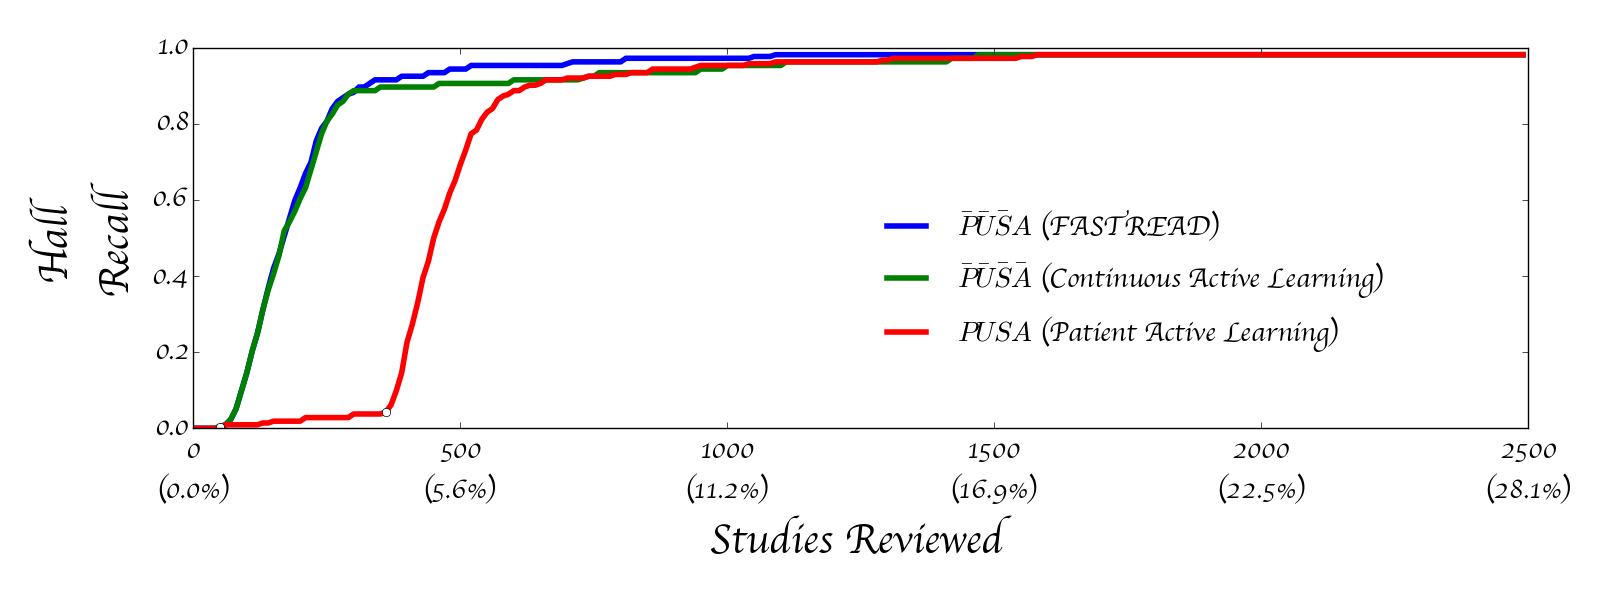 Hall
Recall
1.0
0.8
0.6
0.4
0.2
0.0
P̄ŪS̄A (FASTREAD)
P̄ŪS̄Ā (Continuous Active Learning)
PUSA (Patient Active Learning)
0 500 1000 1500 2000 2500
(0.0%) (5.6%) (11.2%) (16.9%) (22.5%) (28.1%)
Studies Reviewed